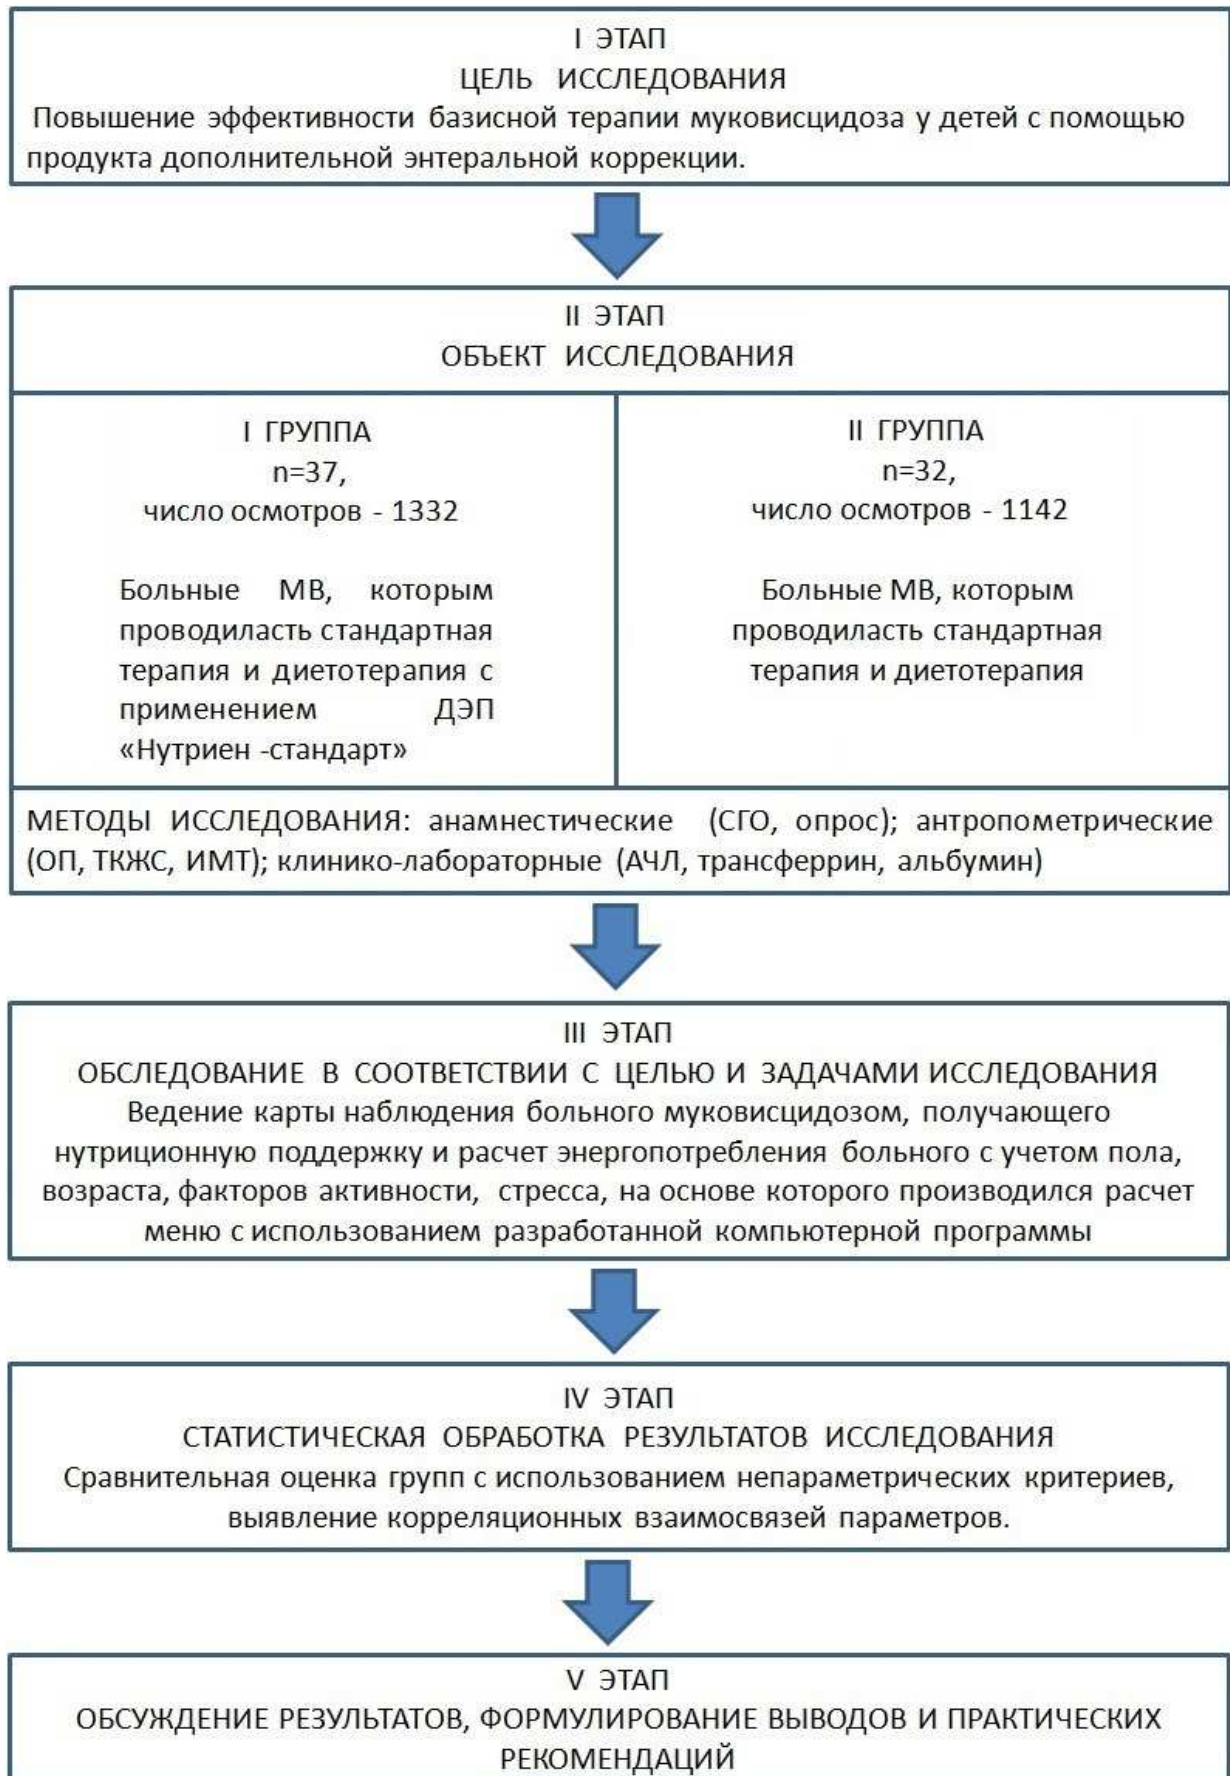 I ЭТАП
ЦЕЛЬ ИССЛЕДОВАНИЯ
Повышение эффективности базисной терапии муковисцидоза у детей с помощью
продукта дополнительной энтеральной коррекции.
II ЭТАП
ОБЪЕКТ ИССЛЕДОВАНИЯ
I ГРУППА
n=37,
число осмотров - 1332
Больные МВ, которым
проводиласть стандартная
терапия и диетотерапия с
применением ДЭП
«Нутриен -стандарт»
II ГРУППА
n=32,
число осмотров - 1142
Больные МВ, которым
проводиласть стандартная
терапия и диетотерапия
МЕТОДЫ ИССЛЕДОВАНИЯ: анамнестические (СГО, опрос); антропометрические
(ОП, ТКЖС, ИМТ); клинико-лабораторные (АЧЛ, трансферрин, альбумин)
III ЭТАП
ОБСЛЕДОВАНИЕ В СООТВЕТСТВИИ С ЦЕЛЬЮ И ЗАДАЧАМИ ИССЛЕДОВАНИЯ
Ведение карты наблюдения больного муковисцидозом, получающего
нутриционную поддержку и расчет энергопотребления больного с учетом пола,
возраста, факторов активности, стресса, на основе которого производился расчет
меню с использованием разработанной компьютерной программы
IV ЭТАП
СТАТИСТИЧЕСКАЯ ОБРАБОТКА РЕЗУЛЬТАТОВ ИССЛЕДОВАНИЯ
Сравнительная оценка групп с использованием непараметрических критериев,
выявление корреляционных взаимосвязей параметров.
V ЭТАП
ОБСУЖДЕНИЕ РЕЗУЛЬТАТОВ, ФОРМУЛИРОВАНИЕ ВЫВОДОВ И ПРАКТИЧЕСКИХ
РЕКОМЕНДАЦИЙ